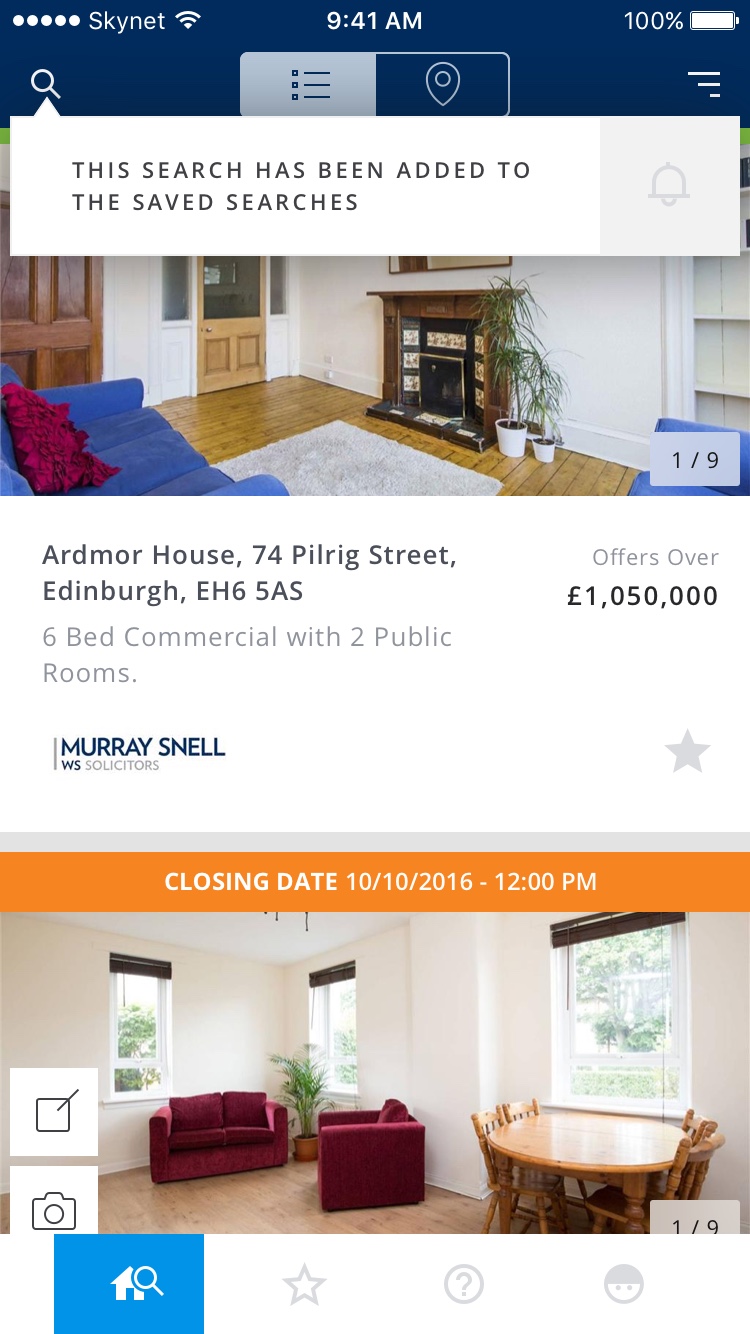 Skynet
9:41 AM
100%
THIS SEARCH HAS BEEN ADDED TO
THE SAVED SEARCHES
1 / 9
Ardmor House, 74 Pilrig Street,
Edinburgh, EH6 5AS
Offers Over
£1,050,000
6 Bed Commercial with 2 Public
Rooms.
MURRAY SNELL
WS SOLICITORS
CLOSING DATE 10/10/2016 - 12:00 PM
1 / 9